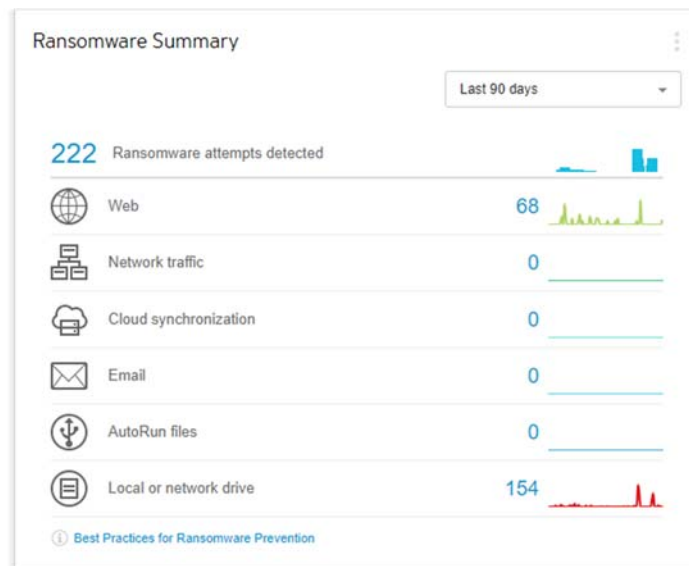 Ransomware Summary
Last 90 days
222 Ransomware attempts detected
Web 68
Network traffic 0
Cloud synchronization 0
Email 0
AutoRun files 0
Local or network drive 154
Best Practices for Ransomware Prevention